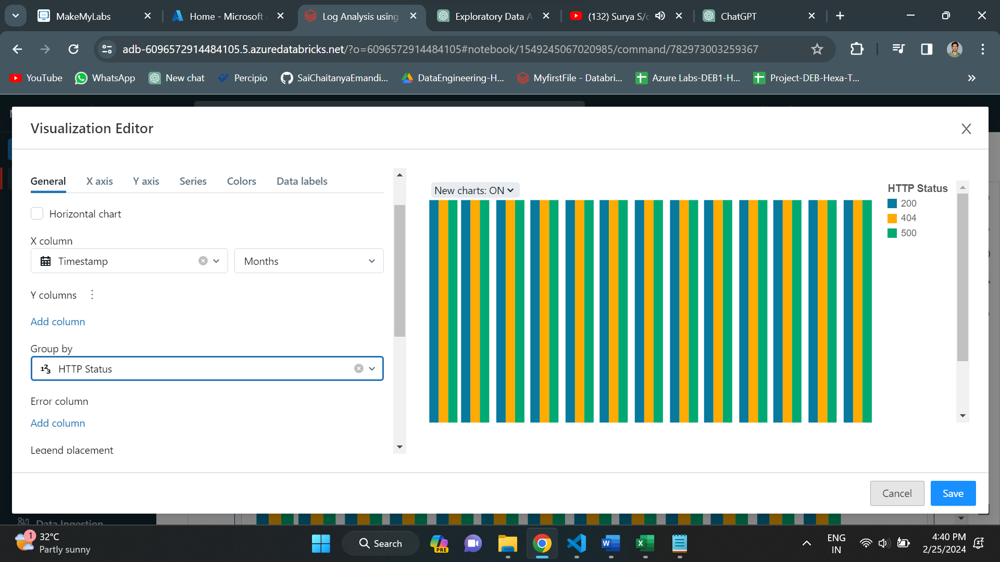 MakeMyLabs
Home - Microsoft
Log Analysis using
Exploratory Data A
(132) Surya S/o
ChatGPT
adb-6096572914484105.5.azuredatabricks.net/?o=6096572914484105#notebook/1549245067020985/command/782973003259367
YouTube
WhatsApp
New chat
Percipio
SaiChaitanyaEmandi...
DataEngineering-H...
MyfirstFile - Databri...
Azure Labs-DEB1-H...
Project-DEB-Hexa-T...
Visualization Editor
General
X axis
Y axis
Series
Colors
Data labels
Horizontal chart
X column
Timestamp
Months
Y columns
Add column
Group by
1²3 HTTP Status
Error column
Add column
Legend placement
New charts: ON
HTTP Status
200
404
500
Cancel
Save
Data Ingestion
1
32°C
Partly sunny
Search
PRE
ENG
IN
4:40 PM
2/25/2024